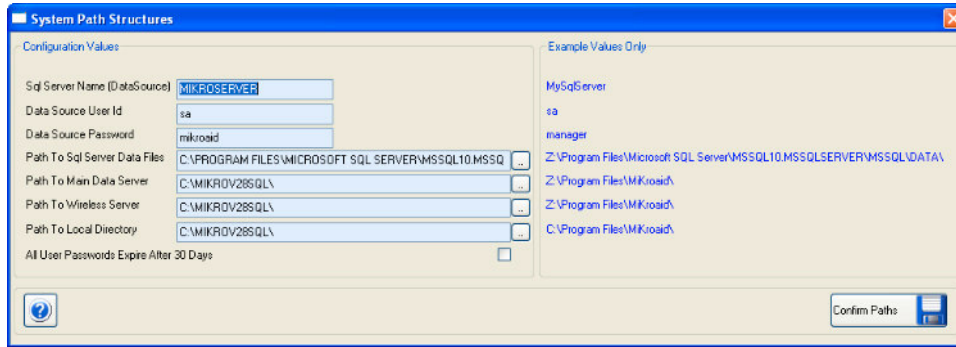 System Path Structures
Configuration Values
Example Values Only
Sql Server Name (DataSource) MIKROSERVER MySqlServer
Data Source User Id sa sa
Data Source Password mikroaid manager
Path To Sql Server Data Files C:\PROGRAM FILES\MICROSOFT SQL SERVER\MSSQL10.MSSQ .. Z:\Program Files\Microsoft SQL Server\MSSQL10.MSSQLSERVER\MSSQL\DATA\
Path To Main Data Server C:\MIKROV28SQL\ .. Z:\Program Files\MiKroaid\
Path To Wireless Server C:\MIKROV28SQL\ .. Z:\Program Files\MiKroaid\
Path To Local Directory C:\MIKROV28SQL\ .. C:\Program Files\MiKroaid\
All User Passwords Expire After 30 Days
Confirm Paths